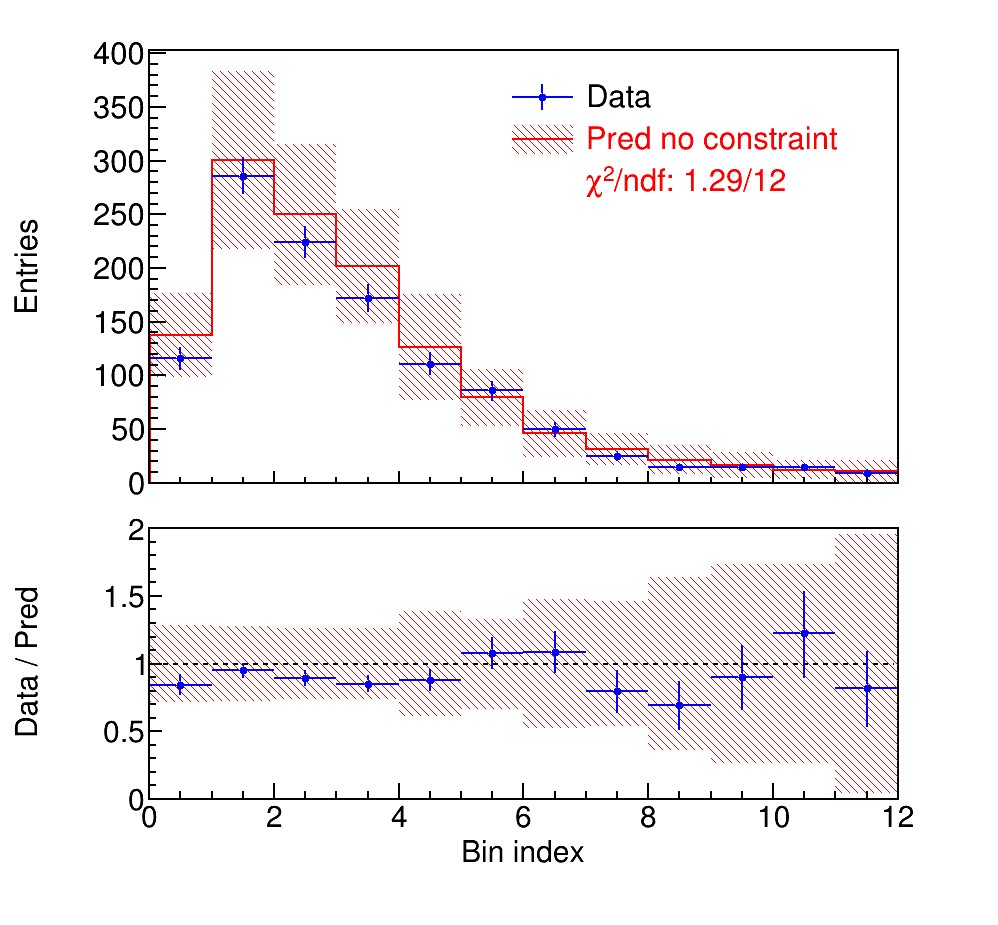 400
350
300
250
200
150
100
50
0
Entries
Data
Pred no constraint
χ²/ndf: 1.29/12
2
1.5
1
0.5
0
Data / Pred
0 2 4 6 8 10 12
Bin index